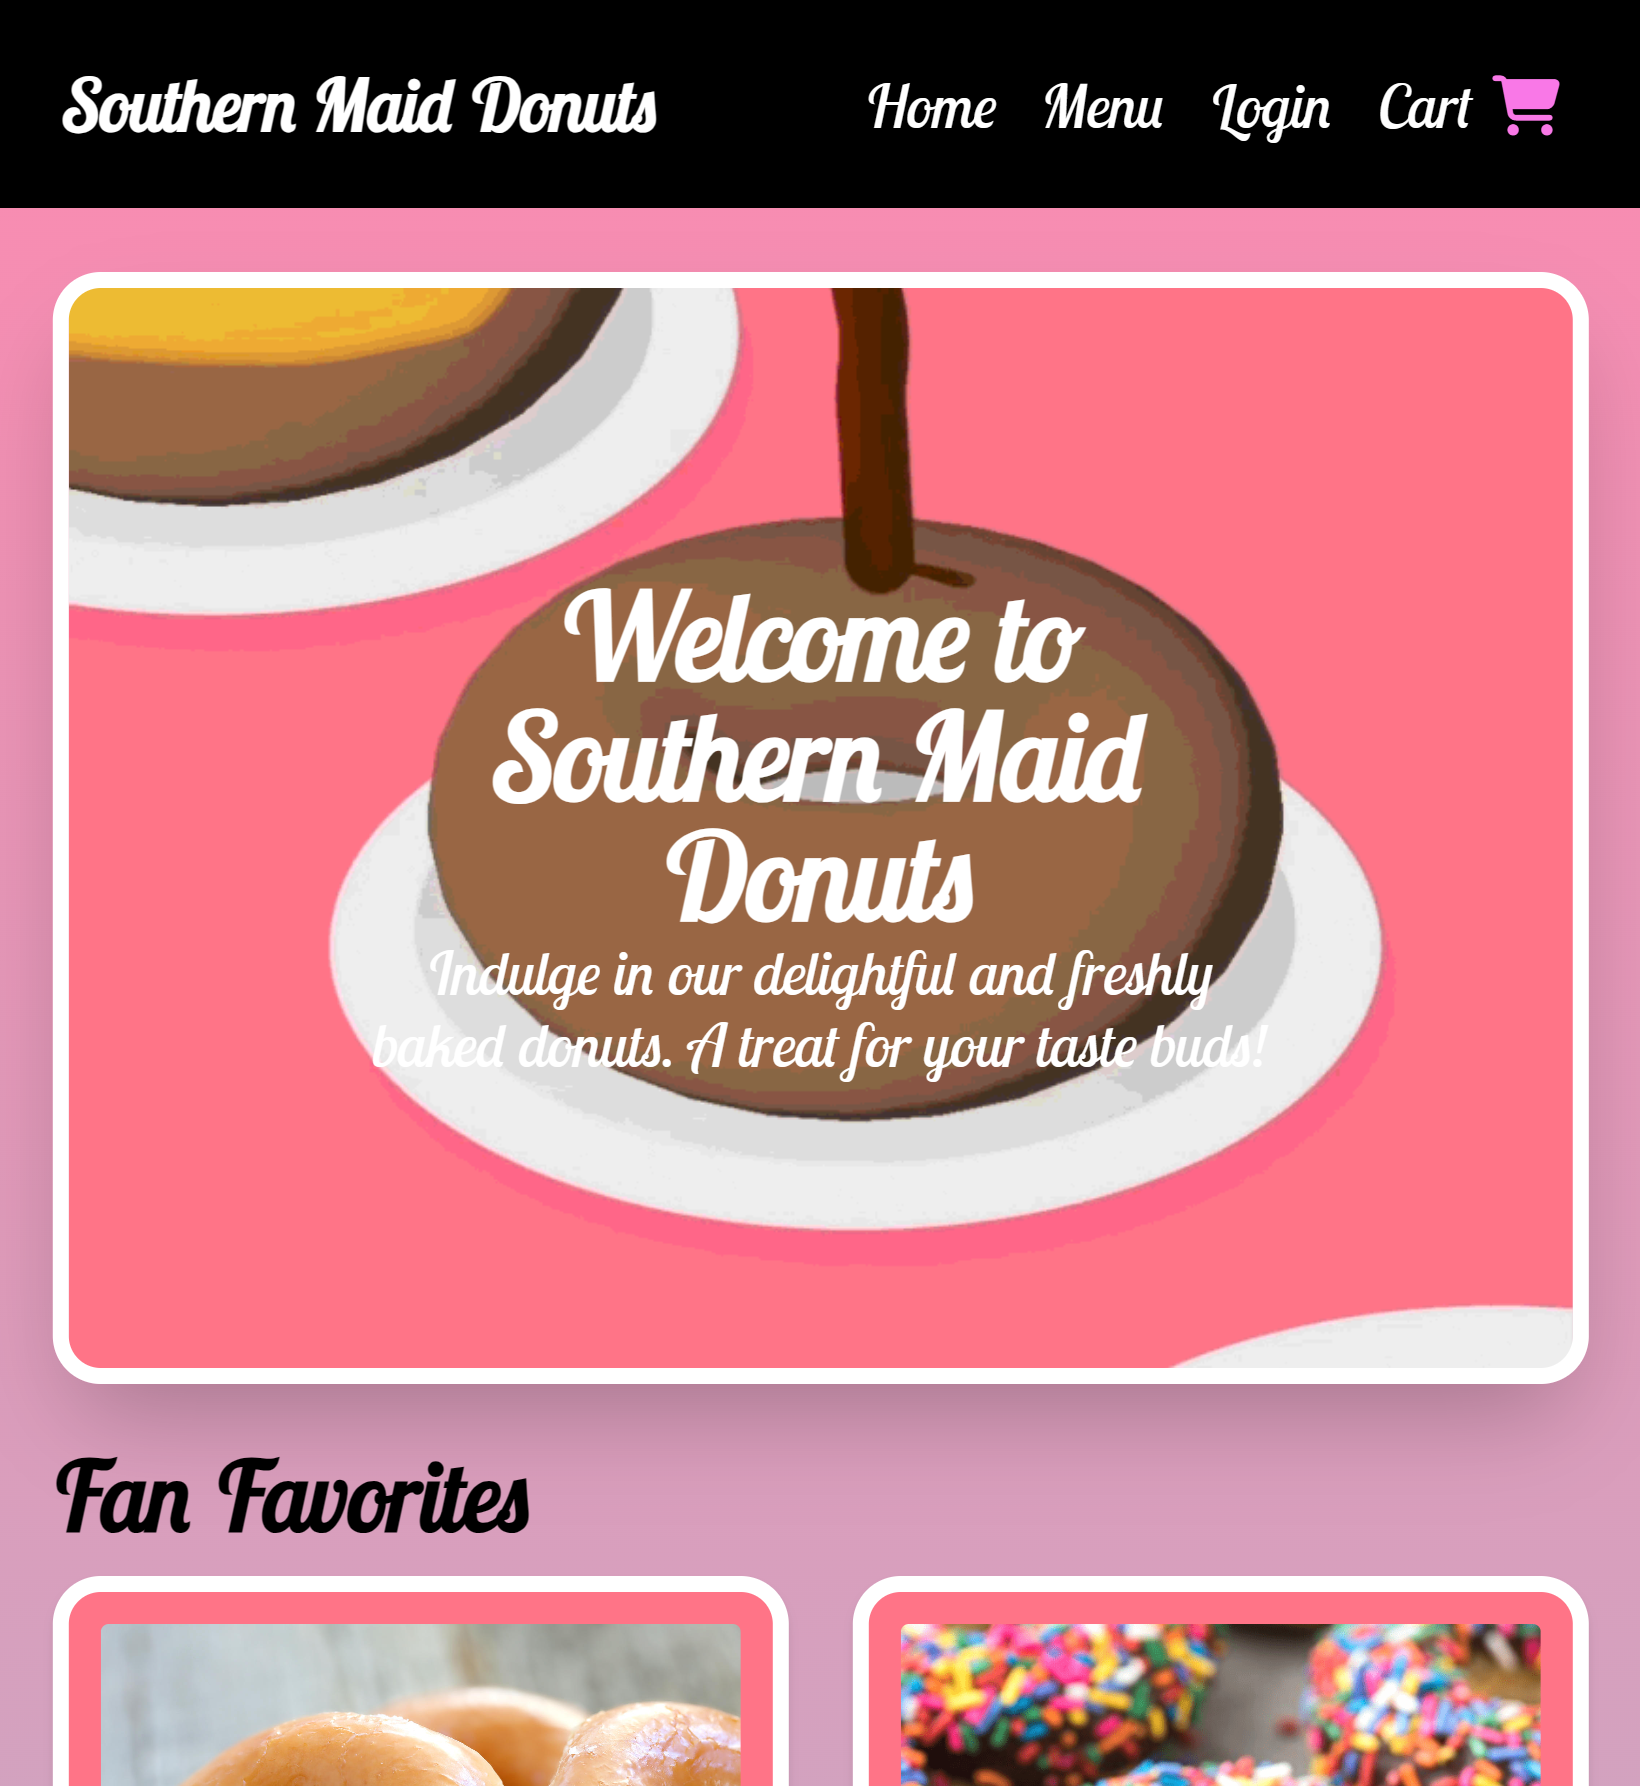 Southern Maid Donuts
Home Menu Login Cart
Welcome to
Southern Maid
Donuts
Indulge in our delightful and freshly
baked donuts. A treat for your taste buds!
Fan Favorites